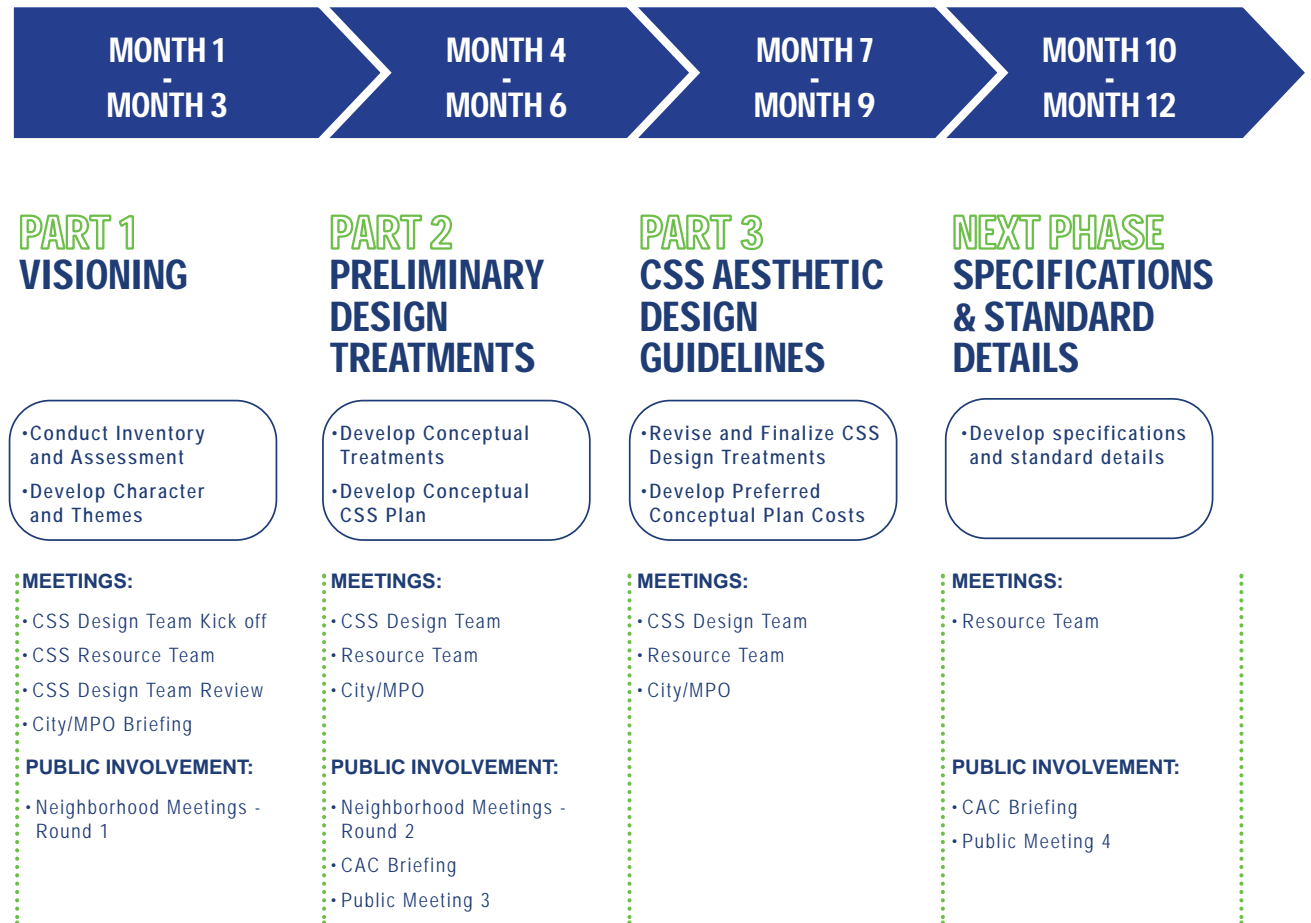 MONTH 1
-
MONTH 3
MONTH 4
-
MONTH 6
MONTH 7
-
MONTH 9
MONTH 10
-
MONTH 12
PART 1
VISIONING
•Conduct Inventory
and Assessment
•Develop Character
and Themes
MEETINGS:
• CSS Design Team Kick off
• CSS Resource Team
• CSS Design Team Review
• City/MPO Briefing
PUBLIC INVOLVEMENT:
• Neighborhood Meetings -
Round 1
PART 2
PRELIMINARY
DESIGN
TREATMENTS
•Develop Conceptual
Treatments
•Develop Conceptual
CSS Plan
MEETINGS:
• CSS Design Team
• Resource Team
• City/MPO
PUBLIC INVOLVEMENT:
• Neighborhood Meetings -
Round 2
• CAC Briefing
• Public Meeting 3
PART 3
CSS AESTHETIC
DESIGN
GUIDELINES
•Revise and Finalize CSS
Design Treatments
•Develop Preferred
Conceptual Plan Costs
MEETINGS:
• CSS Design Team
• Resource Team
• City/MPO
NEXT PHASE
SPECIFICATIONS
& STANDARD
DETAILS
•Develop specifications
and standard details
MEETINGS:
• Resource Team
PUBLIC INVOLVEMENT:
• CAC Briefing
• Public Meeting 4